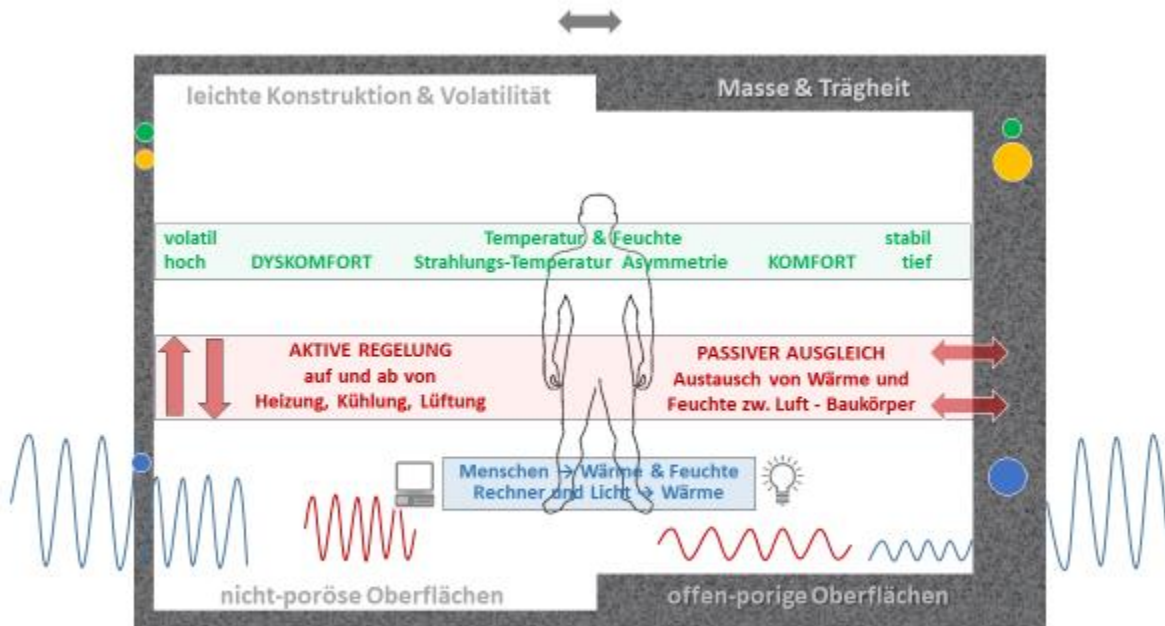 leichte Konstruktion & Volatilität
Masse & Trägheit
volatil Temperatur & Feuchte stabil
hoch DYSKOMFORT Strahlungs-Temperatur Asymmetrie KOMFORT tief
AKTIVE REGELUNG
auf und ab von
Heizung, Kühlung, Lüftung
PASSIVER AUSGLEICH
Austausch von Wärme und
Feuchte zw. Luft - Baukörper
Menschen → Wärme & Feuchte
Rechner und Licht → Wärme
nicht-poröse Oberflächen
offen-porige Oberflächen